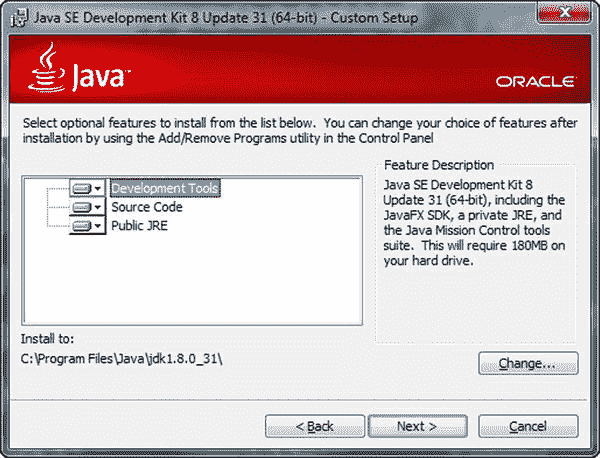 Java SE Development Kit 8 Update 31 (64-bit) - Custom Setup
Java
ORACLE
Select optional features to install from the list below. You can change your choice of features after
installation by using the Add/Remove Programs utility in the Control Panel
Development Tools
Source Code
Public JRE
Feature Description
Java SE Development Kit 8
Update 31 (64-bit), including the
JavaFX SDK, a private JRE, and
the Java Mission Control tools
suite. This will require 180MB on
your hard drive.
Install to:
C:\Program Files\Java\jdk1.8.0_31\
Change...
< Back
Next >
Cancel